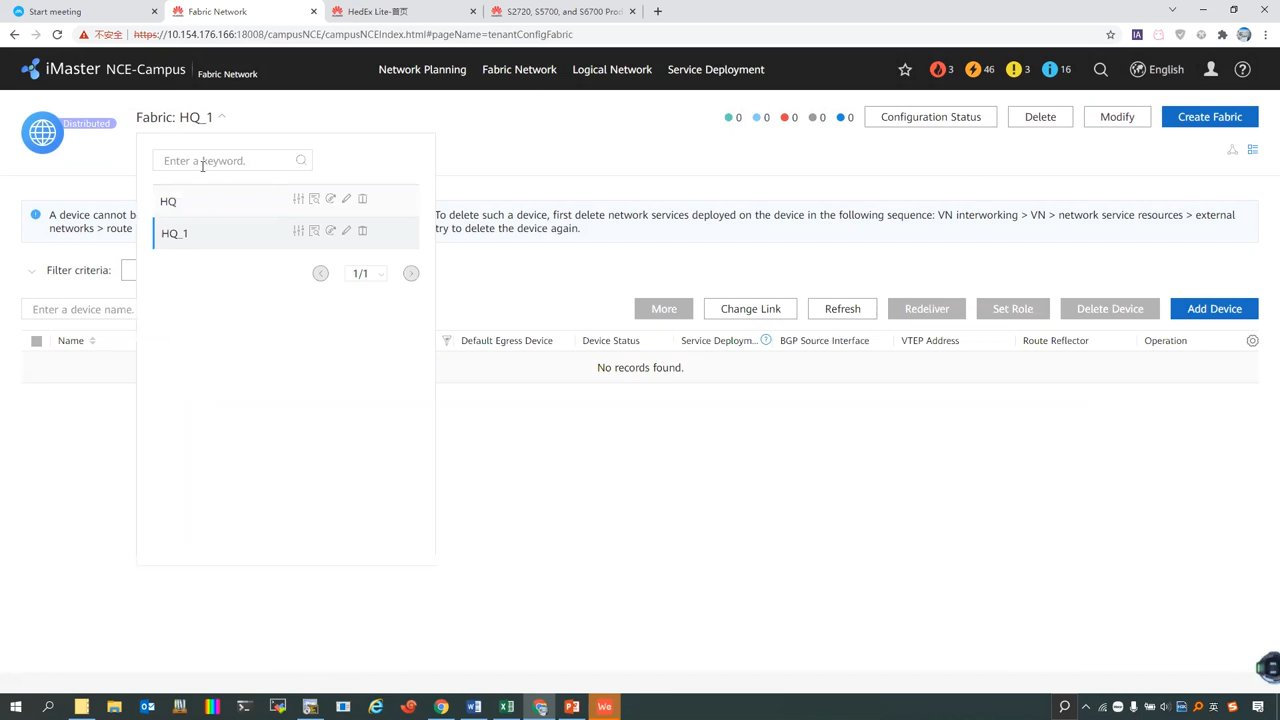 Start meeting
Fabric Network
HedEx Lite-首页
S2720, S5700, and S6700 Prod
不安全
https://10.154.176.166:18008/campusNCE/campusNCEIndex.html#pageName=tenantConfigFabric
iMaster NCE-Campus
Fabric Network
Network Planning
Fabric Network
Logical Network
Service Deployment
3
46
3
16
English
Distributed
Fabric: HQ_1
0
0
0
0
0
Configuration Status
Delete
Modify
Create Fabric
Enter a keyword.
HQ
HQ_1
1/1
A device cannot b
To delete such a device, first delete network services deployed on the device in the following sequence: VN interworking > VN > network service resources > external
networks > route
try to delete the device again.
Filter criteria:
Enter a device name.
More
Change Link
Refresh
Redeliver
Set Role
Delete Device
Add Device
Name
Default Egress Device
Device Status
Service Deploym...
BGP Source Interface
VTEP Address
Route Reflector
Operation
No records found.
We
英